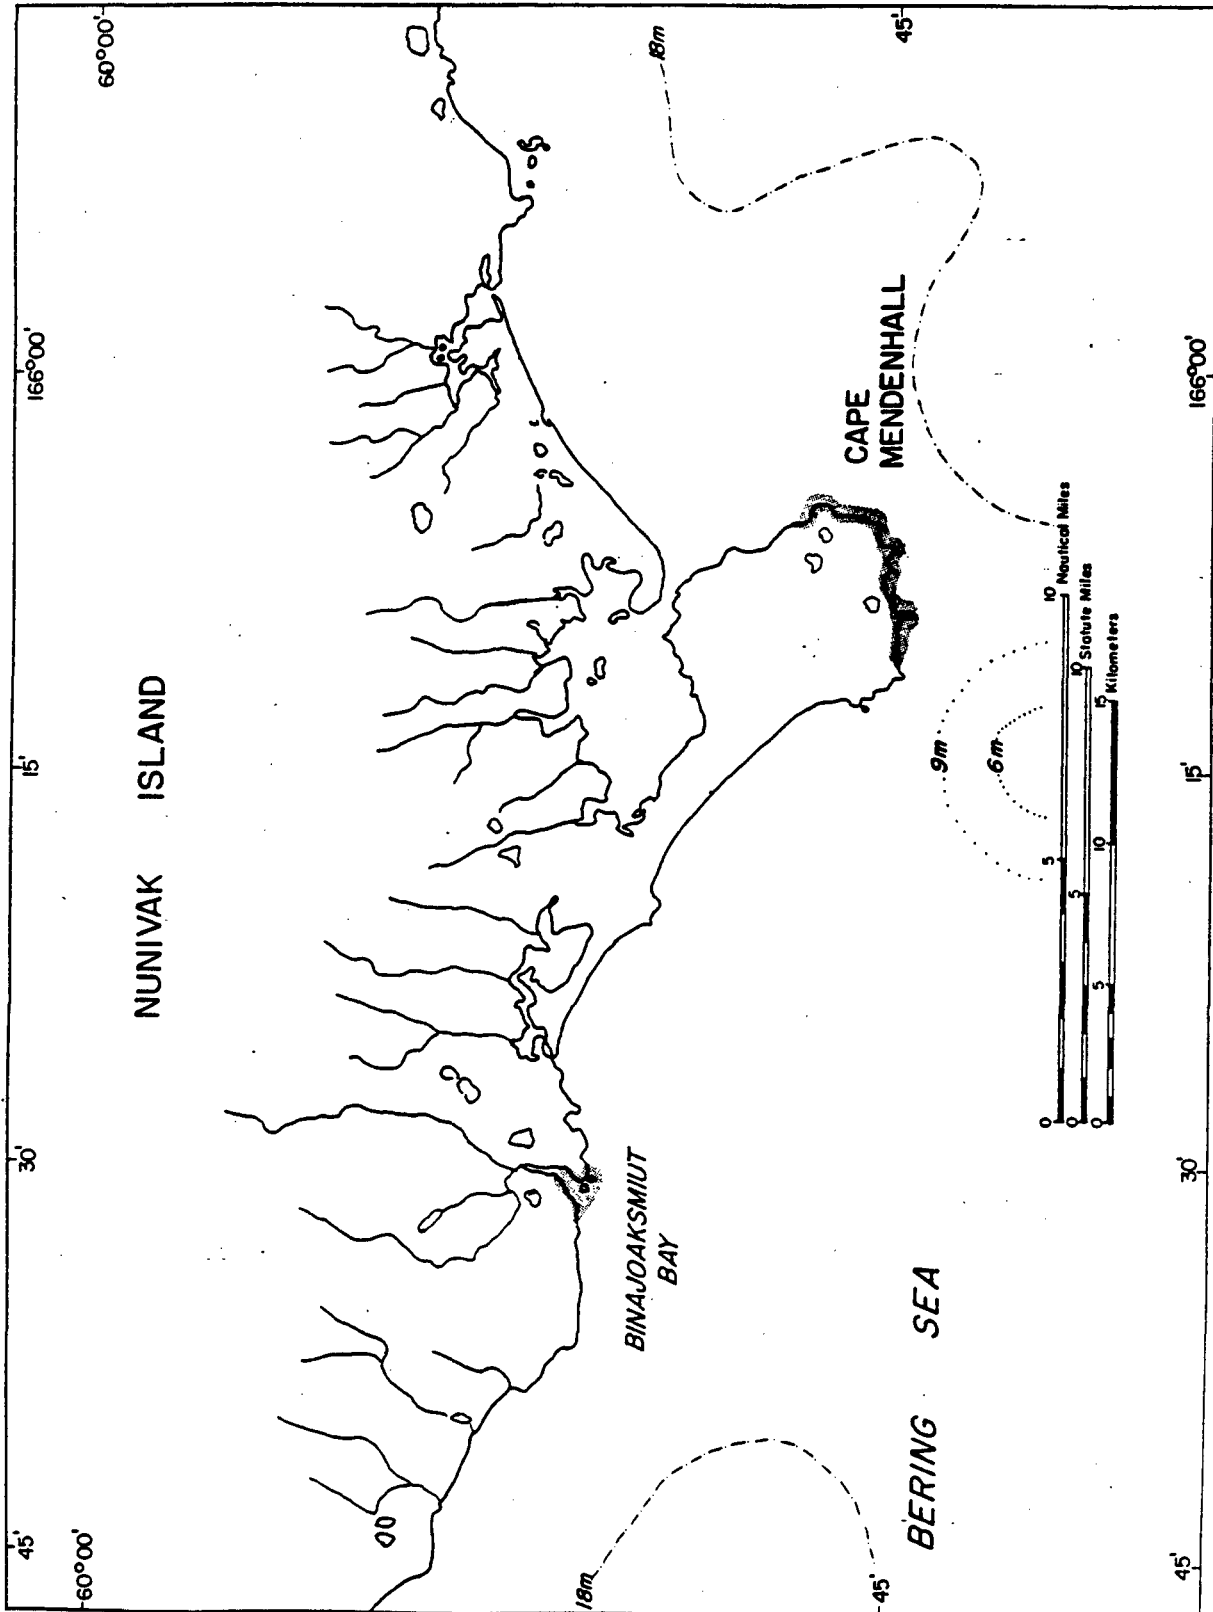 45'
30'
15'
166°00'
60°00'
60°00'
NUNIVAK ISLAND
BINAJOAKSMIUT
BAY
CAPE
MENDENHALL
BERING SEA
18m
18m
9m
6m
45'
45'
0 5 10 Nautical Miles
0 5 10 Statute Miles
0 5 10 15 Kilometers
45'
30'
15'
166°00'